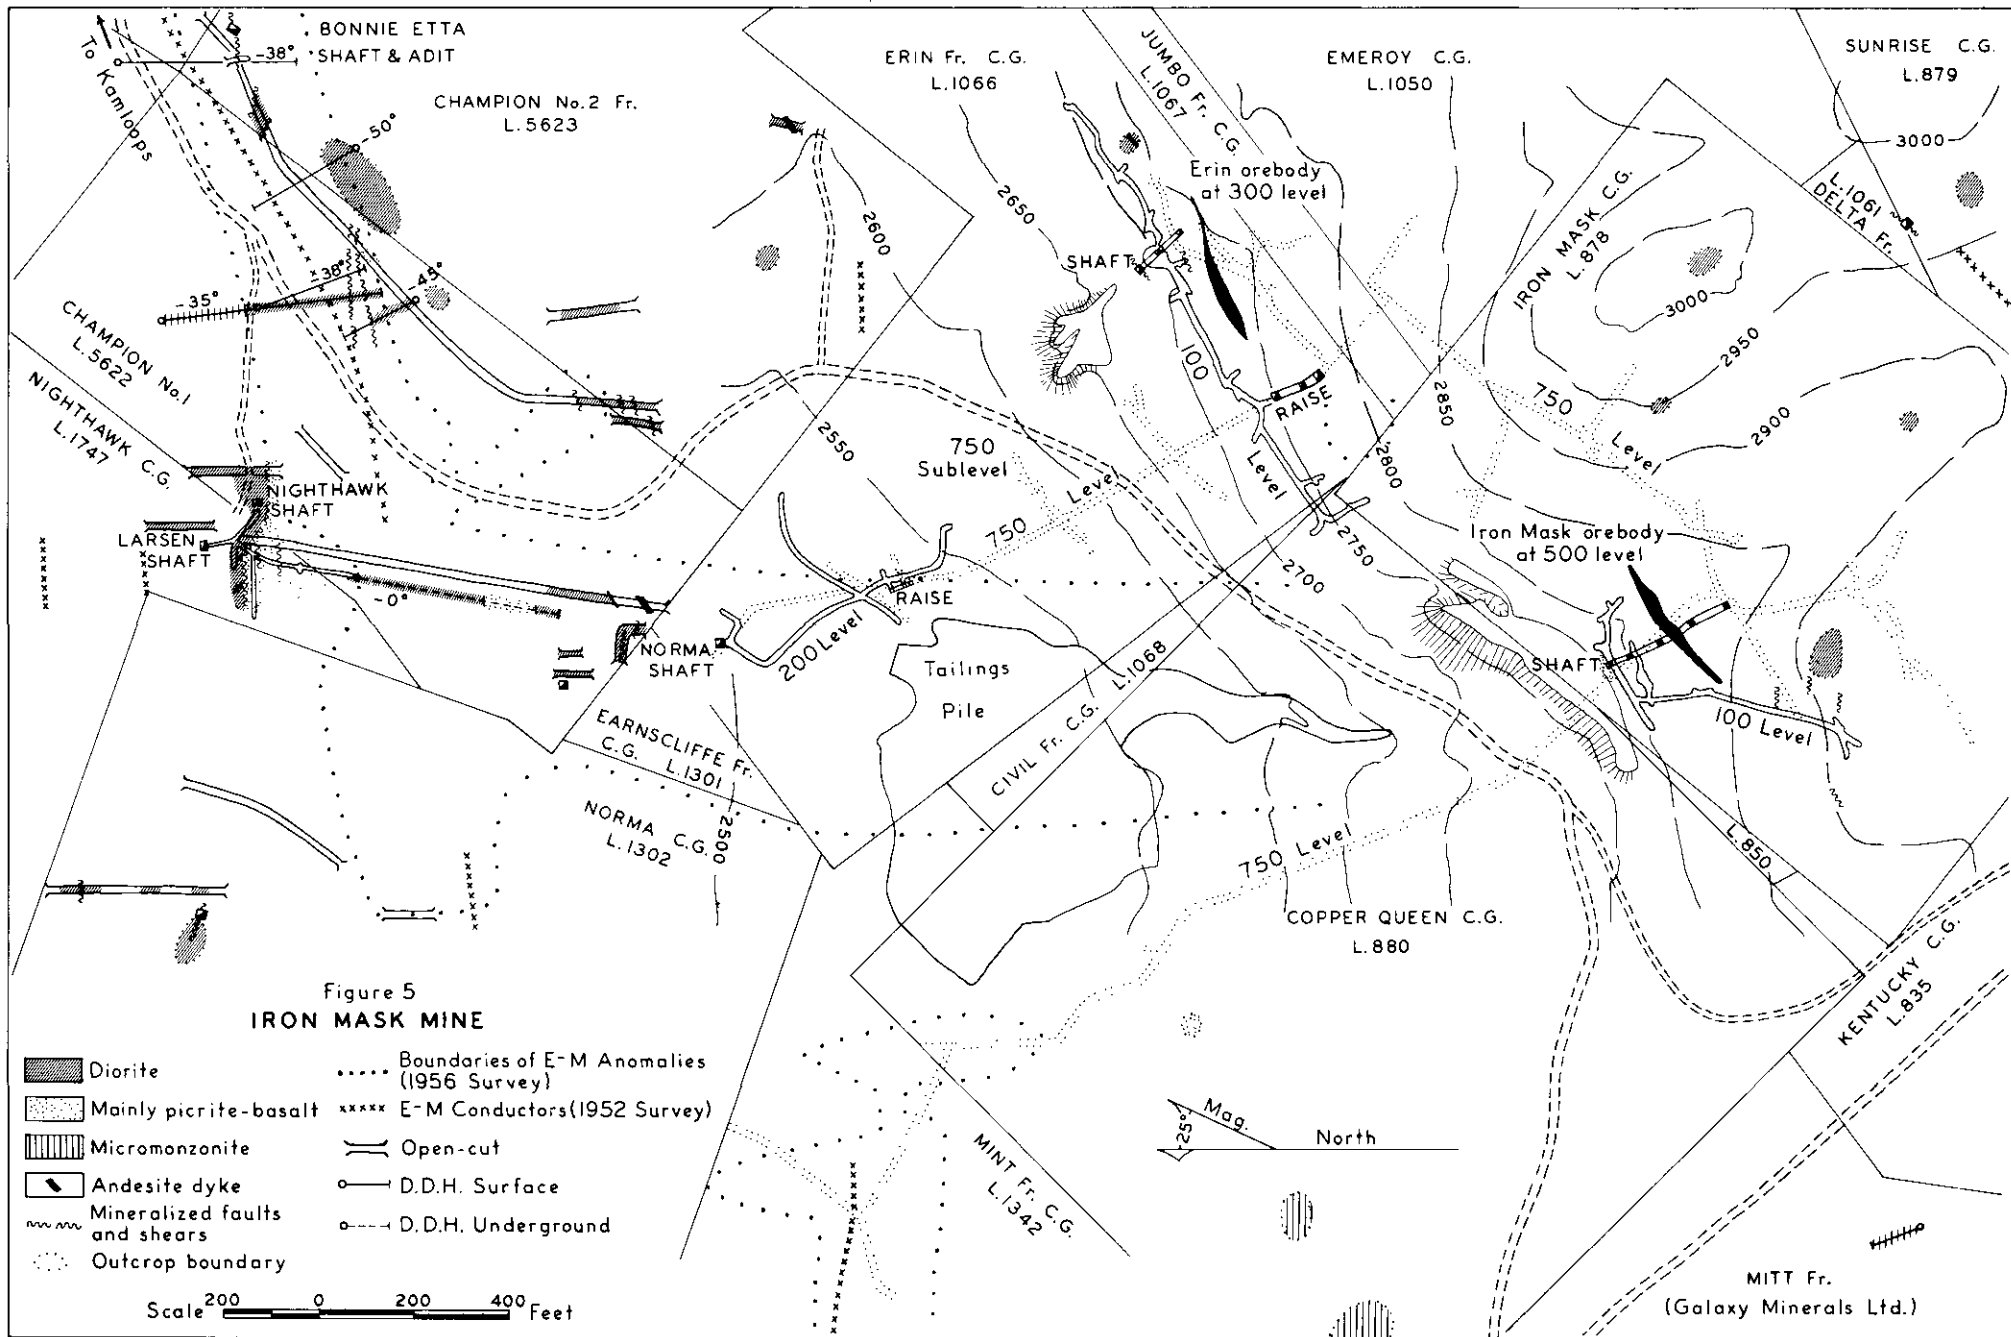 BONNIE ETTA
SHAFT & ADIT
-38°
To Kamloops
CHAMPION No.2 Fr.
L.5623
-50°
ERIN Fr. C.G.
L.1066
JUMBO Fr. C.G.
L.1067
EMEROY C.G.
L.1050
SUNRISE C.G.
L.879
3000
L.1061
DELTA Fr.
IRON MASK C.G.
L.878
Erin orebody
at 300 level
2650
2600
SHAFT
3000
2950
-38°
-45°
-35°
CHAMPION No.1
L.5622
NIGHTHAWK C.G.
L.1747
100
Level
RAISE
2850
750
Level
2900
2550
750
Sublevel
750
Level
2800
NIGHTHAWK
SHAFT
LARSEN
SHAFT
-0°
2750
2700
Iron Mask orebody
at 500 level
RAISE
200 Level
NORMA
SHAFT
Tailings
Pile
SHAFT
100 Level
CIVIL Fr. C.G.
L.1068
EARNSCLIFFE Fr.
C.G. L.1301
NORMA C.G.
L.1302
2500
750 Level
L.850
COPPER QUEEN C.G.
L.880
KENTUCKY C.G.
L.835
Figure 5
IRON MASK MINE
Diorite
Mainly picrite-basalt
Micromonzonite
Andesite dyke
Mineralized faults
and shears
Outcrop boundary
Boundaries of E-M Anomalies
(1956 Survey)
E-M Conductors (1952 Survey)
Open-cut
D.D.H. Surface
D.D.H. Underground
Scale 200 0 200 400 Feet
MINT Fr. C.G.
L.1342
25°
Mag.
North
MITT Fr.
(Galaxy Minerals Ltd.)